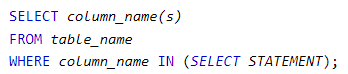 SELECT column_name(s)
FROM table_name
WHERE column_name IN (SELECT STATEMENT);